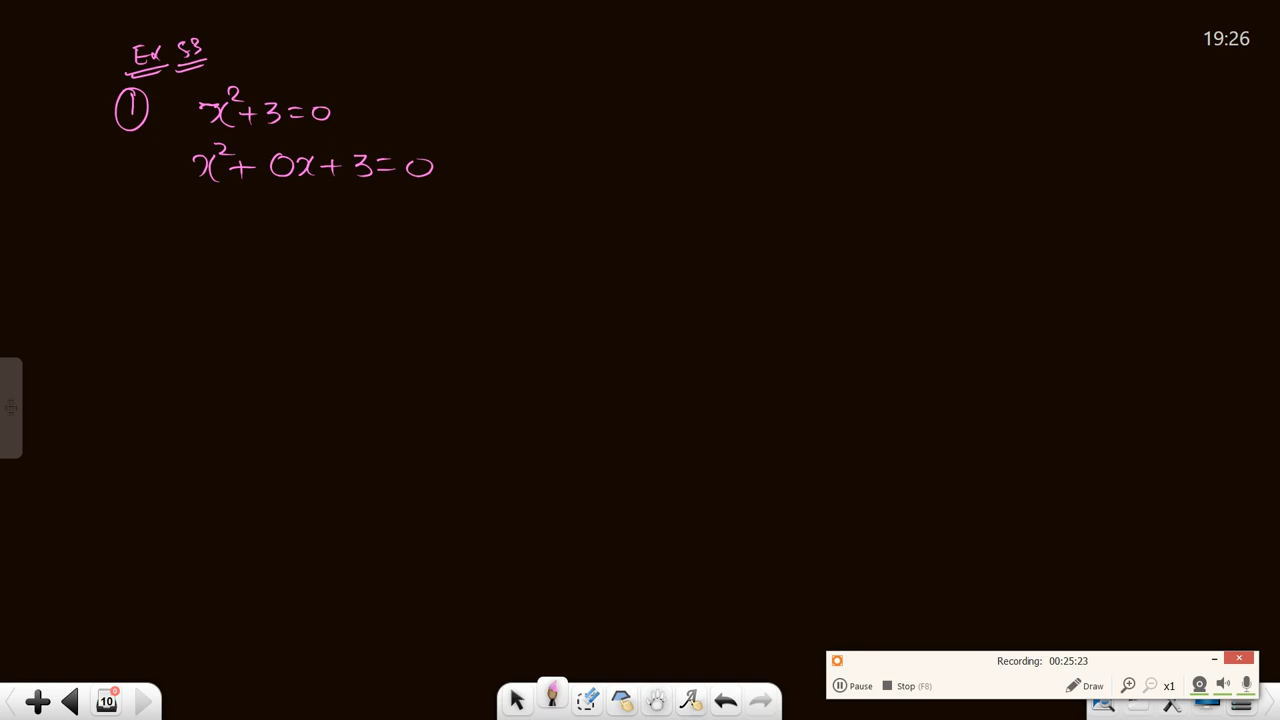 Ex 5.3
19:26
① x²+3=0
x²+0x+3=0
Recording: 00:25:23
Pause Stop (F8) Draw x1
10 0